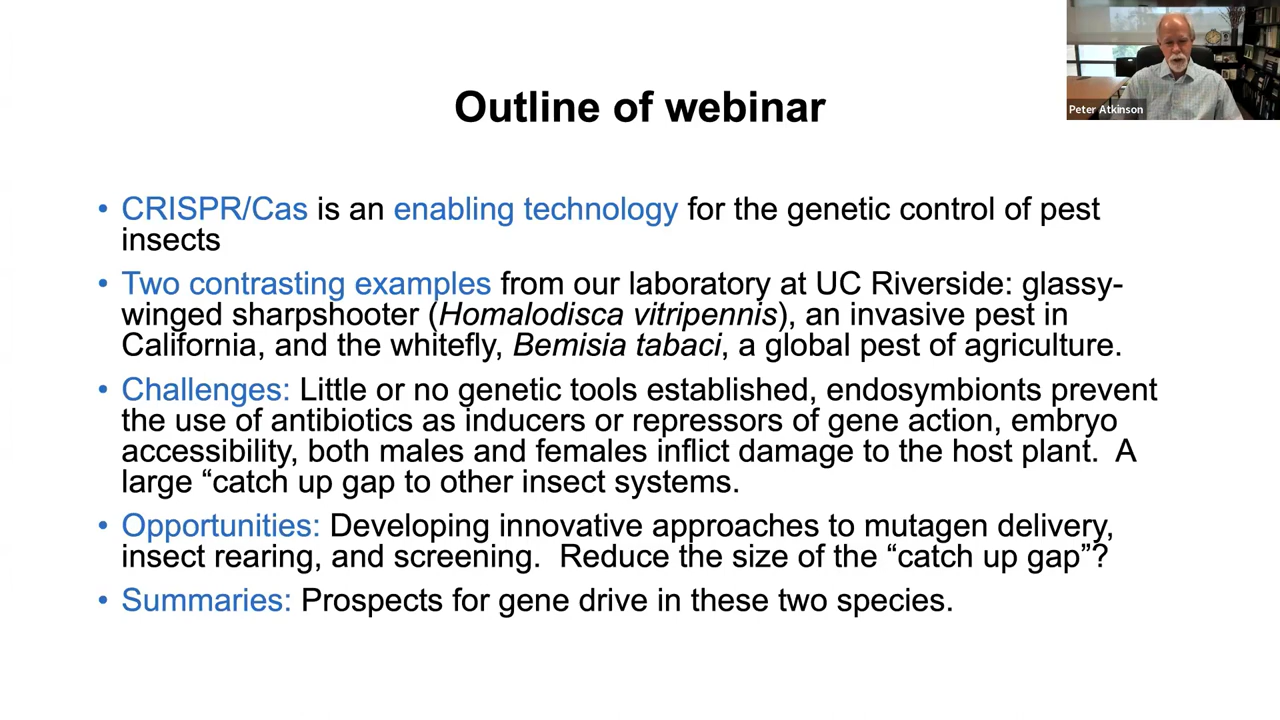 Peter Atkinson
Outline of webinar
• CRISPR/Cas is an enabling technology for the genetic control of pest
insects
• Two contrasting examples from our laboratory at UC Riverside: glassy-
winged sharpshooter (Homalodisca vitripennis), an invasive pest in
California, and the whitefly, Bemisia tabaci, a global pest of agriculture.
• Challenges: Little or no genetic tools established, endosymbionts prevent
the use of antibiotics as inducers or repressors of gene action, embryo
accessibility, both males and females inflict damage to the host plant.  A
large “catch up gap to other insect systems.
• Opportunities: Developing innovative approaches to mutagen delivery,
insect rearing, and screening.  Reduce the size of the “catch up gap”?
• Summaries: Prospects for gene drive in these two species.